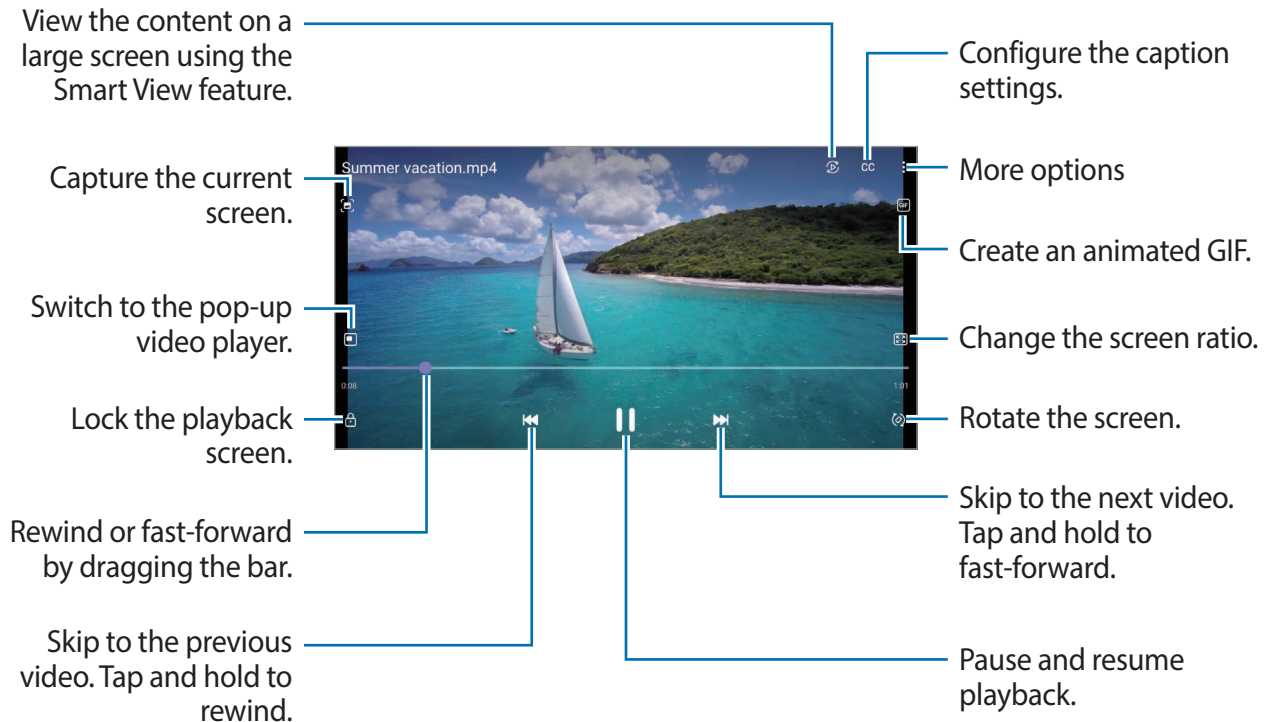 View the content on a
large screen using the
Smart View feature.
Capture the current
screen.
Switch to the pop-up
video player.
Lock the playback
screen.
Rewind or fast-forward
by dragging the bar.
Skip to the previous
video. Tap and hold to
rewind.
Summer vacation.mp4
CC
GIF
0:08
1:01
Configure the caption
settings.
More options
Create an animated GIF.
Change the screen ratio.
Rotate the screen.
Skip to the next video.
Tap and hold to
fast-forward.
Pause and resume
playback.